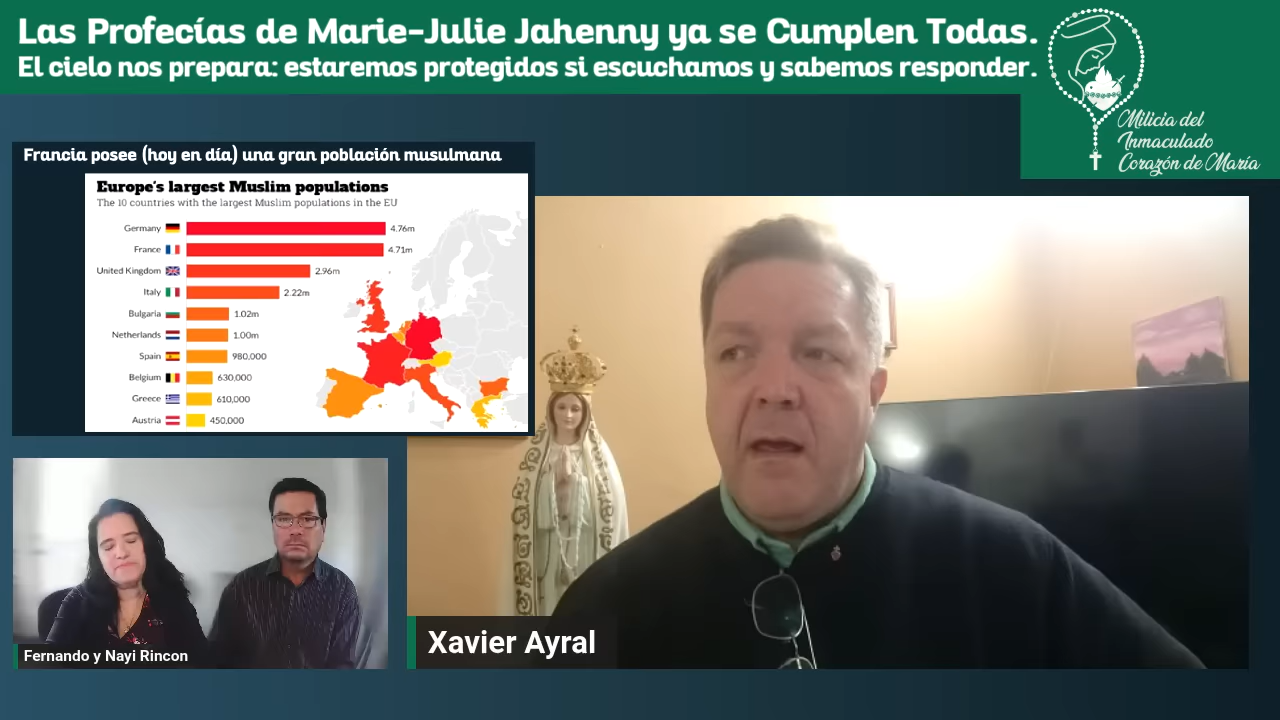 Las Profecías de Marie-Julie Jahenny ya se Cumplen Todas.
El cielo nos prepara: estaremos protegidos si escuchamos y sabemos responder.
Milicia del
Inmaculado
Corazón de María
Francia posee (hoy en día) una gran población musulmana
Europe's largest Muslim populations
The 10 countries with the largest Muslim populations in the EU
Germany 4.76m
France 4.71m
United Kingdom 2.96m
Italy 2.22m
Bulgaria 1.02m
Netherlands 1.00m
Spain 980,000
Belgium 630,000
Greece 610,000
Austria 450,000
Fernando y Nayi Rincon
Xavier Ayral